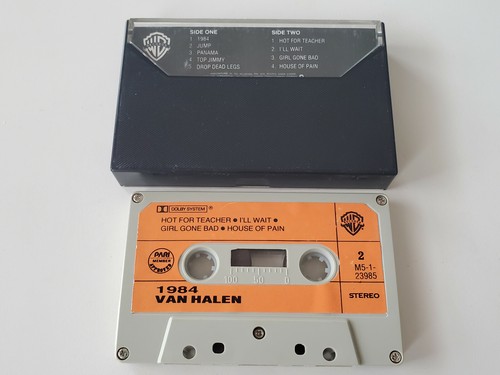 SIDE ONE
1. 1984
2. JUMP
3. PANAMA
4. TOP JIMMY
5. DROP DEAD LEGS
SIDE TWO
1. HOT FOR TEACHER
2. I'LL WAIT
3. GIRL GONE BAD
4. HOUSE OF PAIN
DOLBY SYSTEM ®
HOT FOR TEACHER ● I'LL WAIT ●
GIRL GONE BAD ● HOUSE OF PAIN
PARI
MEMBER
2
M5-1-
23985
100 50 0
1984
VAN HALEN
STEREO